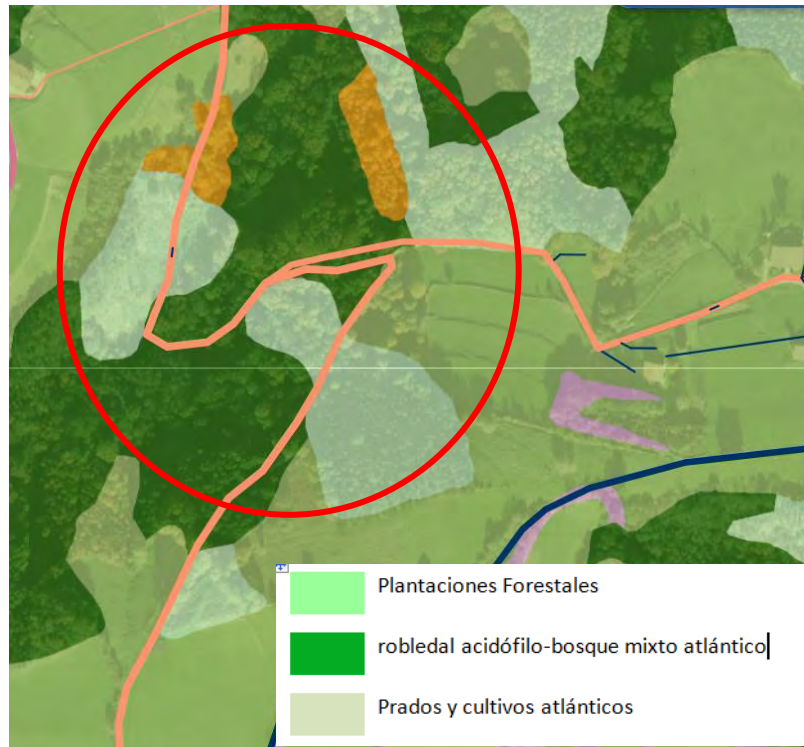 Plantaciones Forestales
robledal acidófilo-bosque mixto atlántico
Prados y cultivos atlánticos